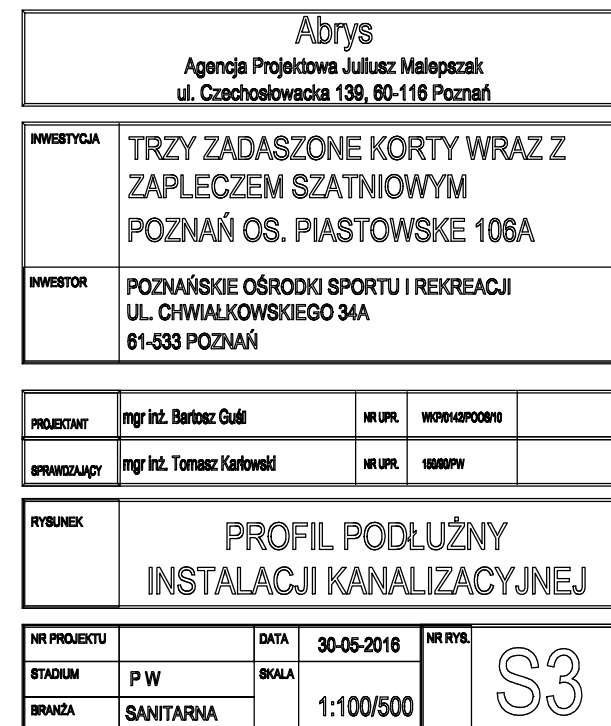 Abrys
Agencja Projektowa Juliusz Malepszak
ul. Czechosłowacka 139, 60-116 Poznań
INWESTYCJA
TRZY ZADASZONE KORTY WRAZ Z
ZAPLECZEM SZATNIOWYM
POZNAŃ OS. PIASTOWSKE 106A
INWESTOR
POZNAŃSKIE OŚRODKI SPORTU I REKREACJI
UL. CHWIAŁKOWSKIEGO 34A
61-533 POZNAŃ
PROJEKTANT mgr inż. Bartosz NR UPR. WKP/0142/POOS/10
SPRAWDZAJĄCY mgr inż. Tomasz Karłowski NR UPR. 150/90/PW
RYSUNEK
PROFIL PODŁUŻNY
INSTALACJI KANALIZACYJNEJ
NR PROJEKTU DATA 30-05-2016 NR RYS.
STADIUM PW SKALA S3
BRANŻA SANITARNA 1:100/500